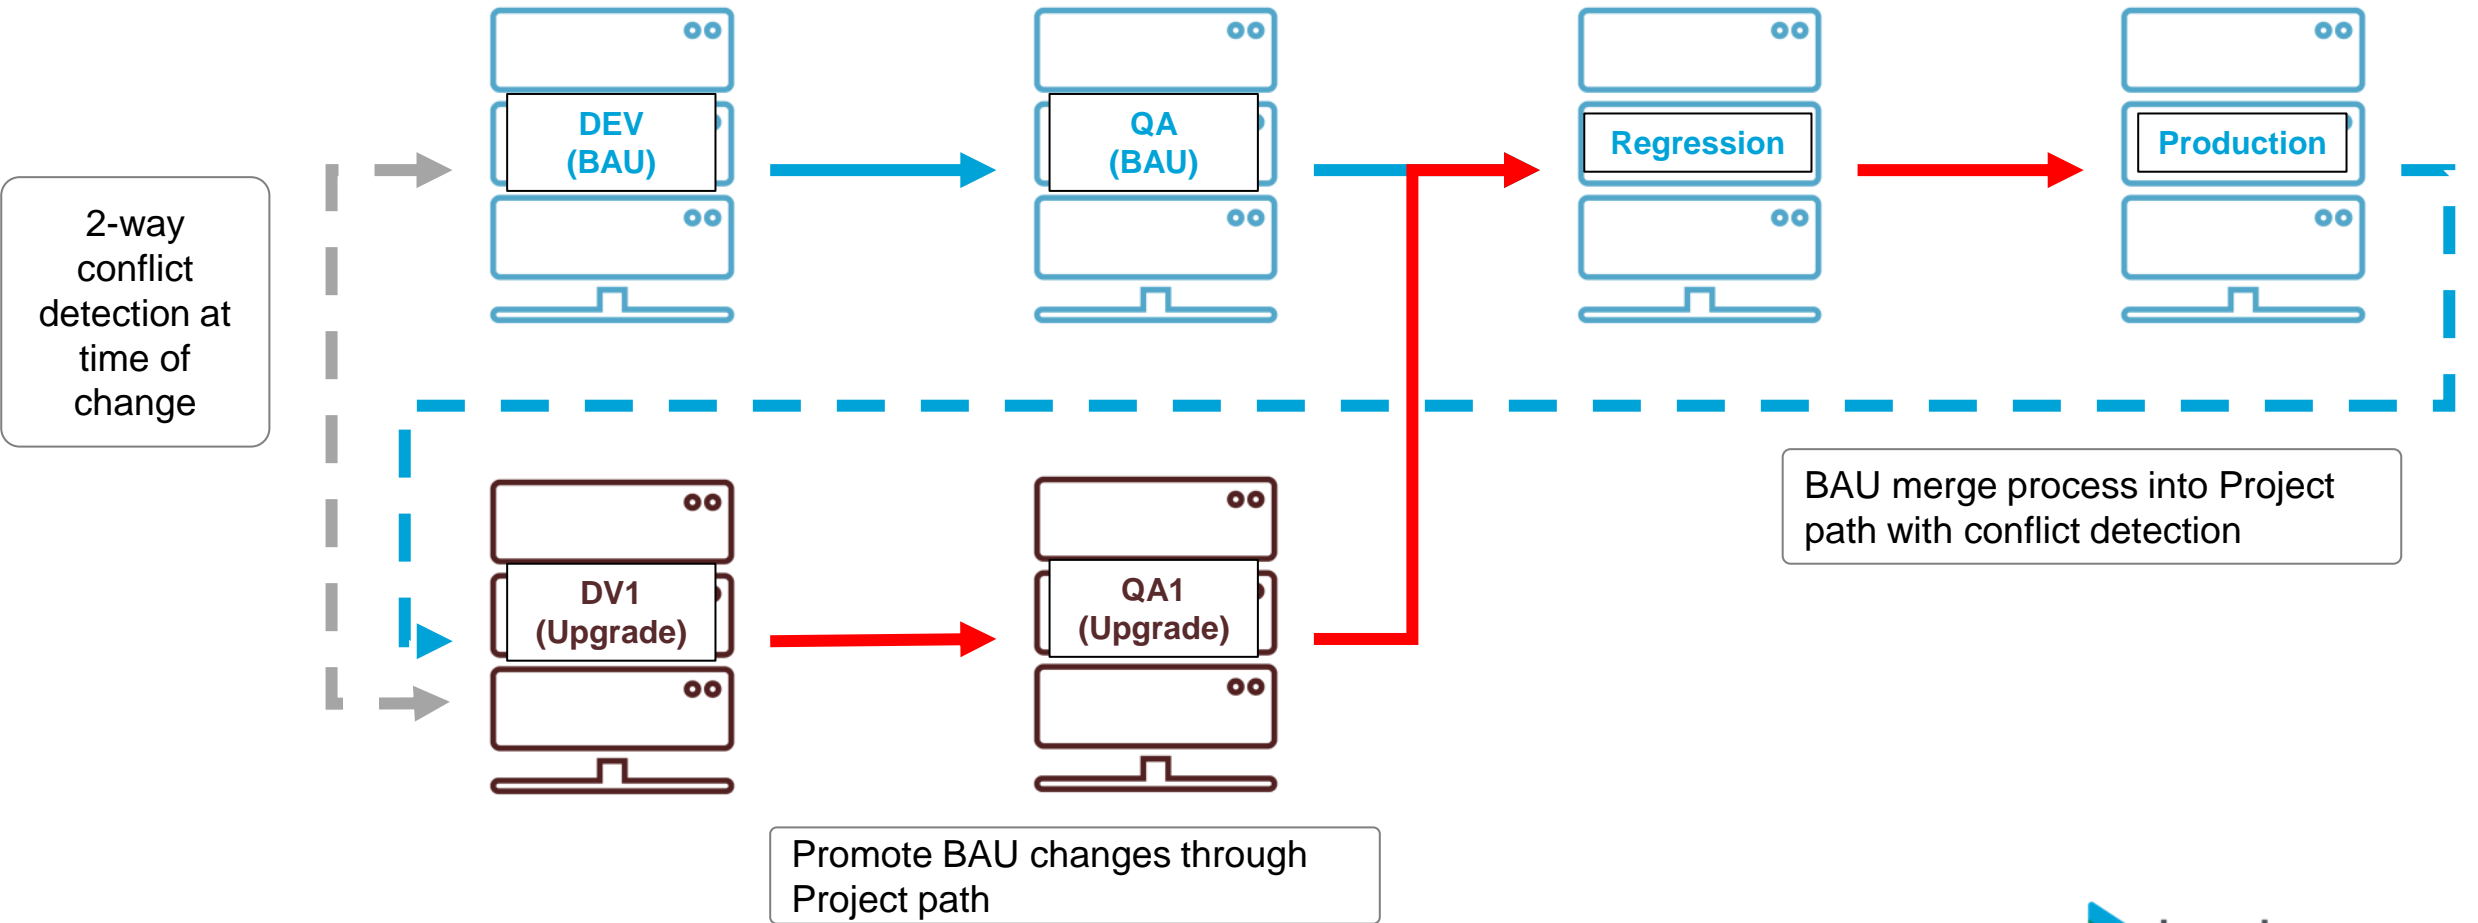 DEV
(BAU)
QA
(BAU)
Regression
Production
2-way
conflict
detection at
time of
change
BAU merge process into Project
path with conflict detection
DV1
(Upgrade)
QA1
(Upgrade)
Promote BAU changes through
Project path